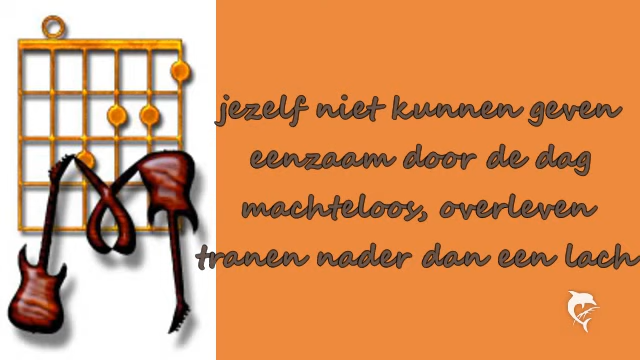 jezelf niet kunnen geven
eenzaam door de dag
machteloos, overleven
tranen nader dan een lach